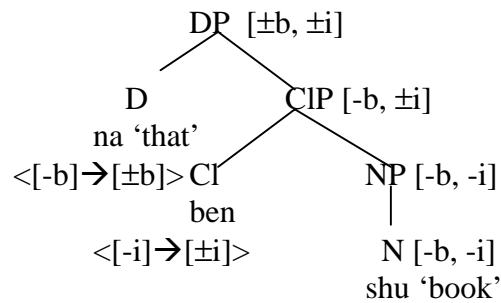 DP [±b, ±i]
D ClP [-b, ±i]
na ‘that’
<[-b]→[±b]> Cl NP [-b, -i]
ben
<[-i]→[±i]> N [-b, -i]
shu ‘book’